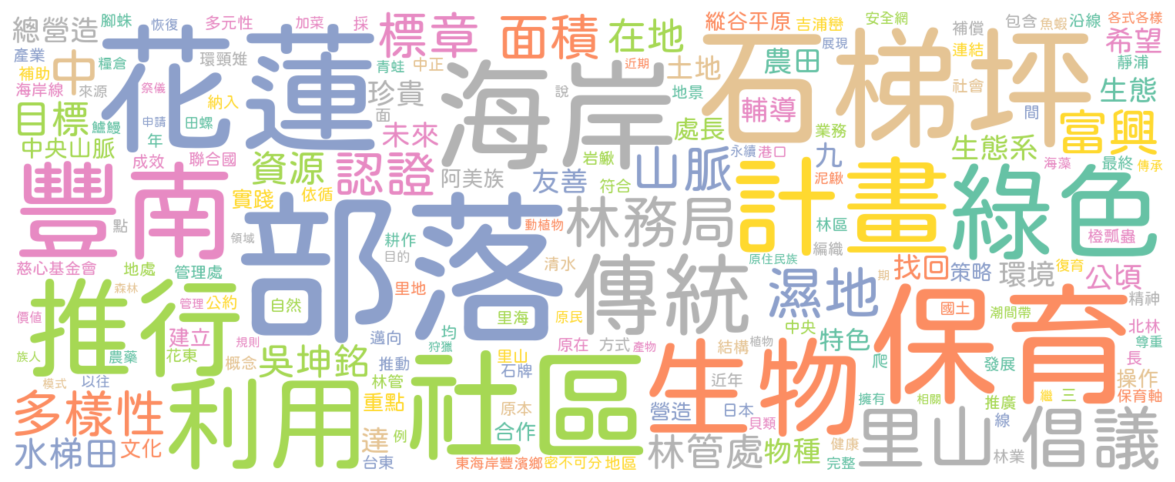 總營造
腳蛛
恢復
多元性
加菜
採
標章
面積
在地
縱谷平原
吉浦巒
安全網
補償
包含
魚蝦
沿線
各式各樣
希望
產業
糧倉
中
花蓮
環頸雉
青蛙
中正
近期
海岸
土地
石梯坪
農田
展現
連結
靜浦
補助
海岸線
來源
祭儀
納入
珍貴
面
說
地景
輔導
社會
間
生態
目標
鱸鰻
申請
田螺
年
未來
處長
業務
富興
中央山脈
成效
聯合國
資源
認證
岩鰍
山脈
永續
港口
九
生態系
海藻
最終
傳承
豐南
實踐
依循
阿美族
友善
符合
泥鰍
計畫
綠色
橙瓢蟲
點
領域
部落
耕作
目的
動植物
林務局
林區
編織
原住民族
慈心基金會
地處
管理處
清水
傳統
濕地
找回
策略
環境
復育
公頃
森林
推行
管理
公約
自然
里地
里海
原民
期
保育
國土
潮間帶
精神
價值
建立
規則
邁向
均
狩獵
中央
特色
北林
尊重
族人
農藥
花東
概念
推動
吳坤銘
里山
石牌
原在
方式
產物
生物
結構
植物
爬
發展
長
模式
以往
利用
林管
重點
社區
近年
擁有
相關
繼
三
操作
保育軸
多樣性
達
例
原本
合作
營造
日本
貝類
推廣
線
里山
倡議
水梯田
文化
台東
東海岸豐濱鄉
密不可分
地區
林管處
物種
健康
完整
林業